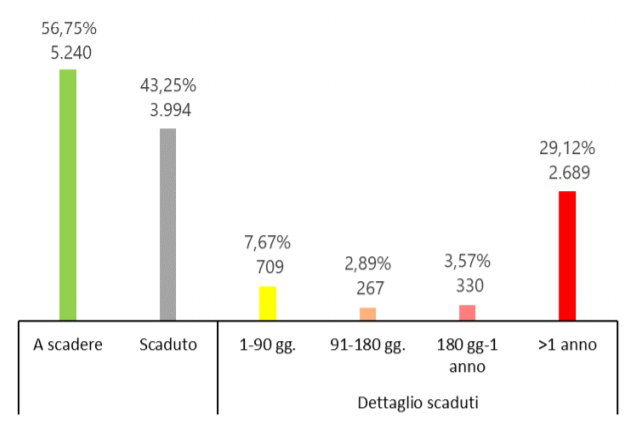 56,75%
5.240
43,25%
3.994
7,67%
709
2,89%
267
3,57%
330
29,12%
2.689
A scadere
Scaduto
1-90 gg.
91-180 gg.
180 gg-1
anno
>1 anno
Dettaglio scaduti